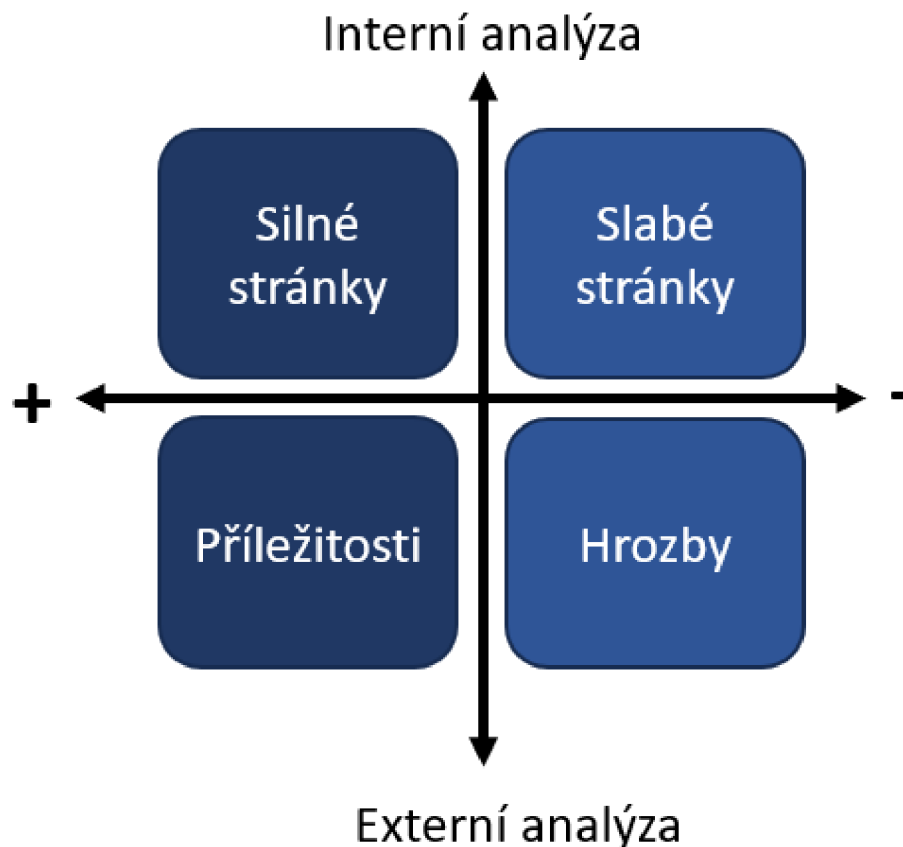 Interní analýza
Silné
stránky
Slabé
stránky
+
-
Příležitosti
Hrozby
Externí analýza